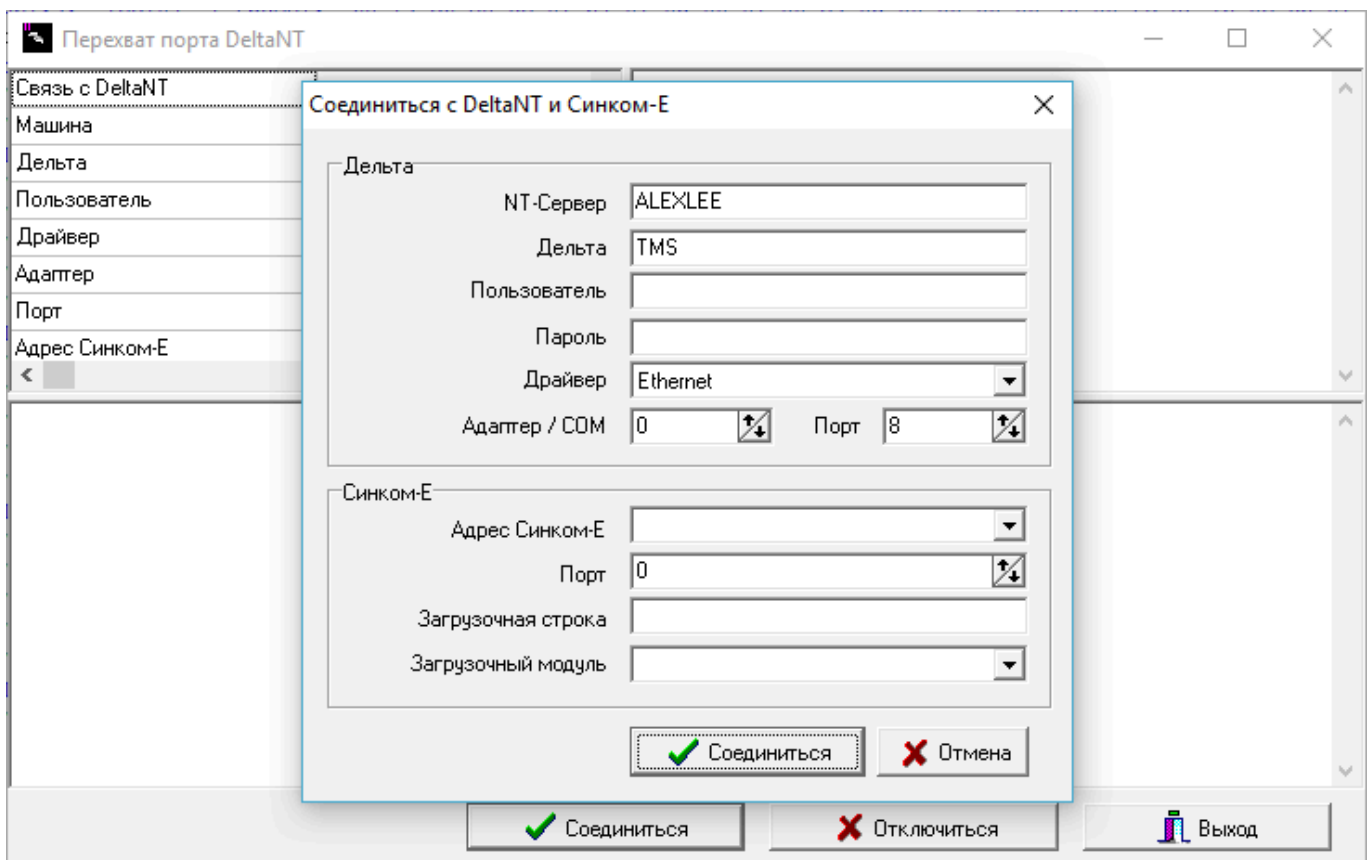 Перехват порта DeltaNT
Связь с DeltaNT
Машина
Дельта
Пользователь
Драйвер
Адаптер
Порт
Адрес Синком-Е
Соединиться с DeltaNT и Синком-Е
Дельта
NT-Сервер ALEXLEE
Дельта TMS
Пользователь
Пароль
Драйвер Ethernet
Адаптер / COM 0 Порт 8
Синком-Е
Адрес Синком-Е
Порт 0
Загрузочная строка
Загрузочный модуль
Соединиться Отмена
Соединиться Отключиться Выход